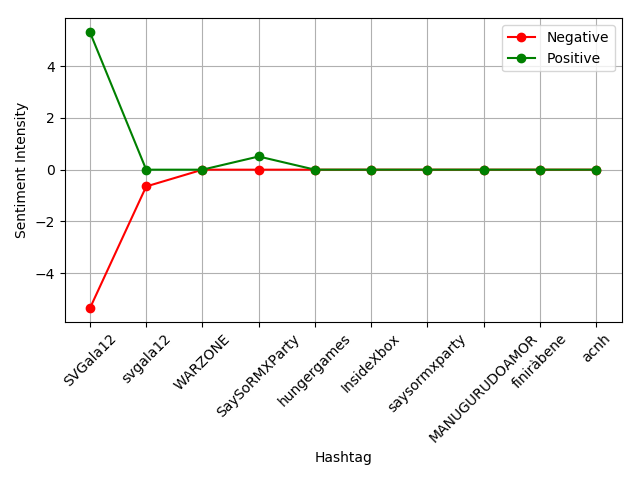 Negative
Positive
4
2
0
−2
−4
Sentiment Intensity
SVGala12
svgala12
WARZONE
SaySoRMXParty
hungergames
InsideXbox
saysormxparty
MANUGURUDOAMOR
finiràbene
acnh
Hashtag